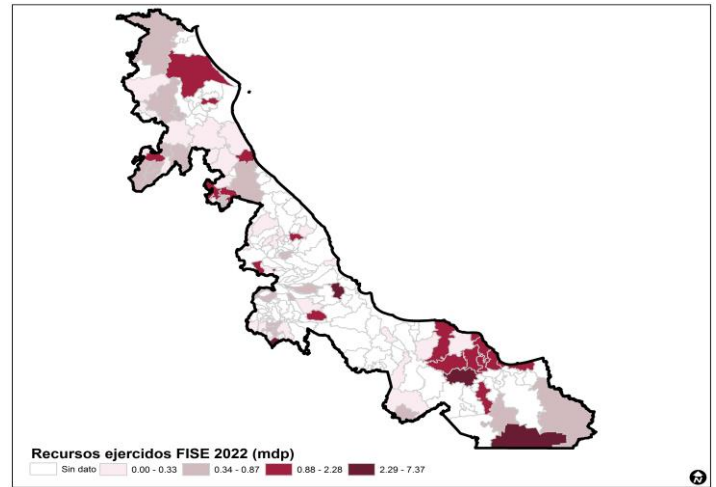 Recursos ejercidos FISE 2022 (mdp)
Sin dato 0.00 - 0.33 0.34 - 0.87 0.88 - 2.28 2.29 - 7.37